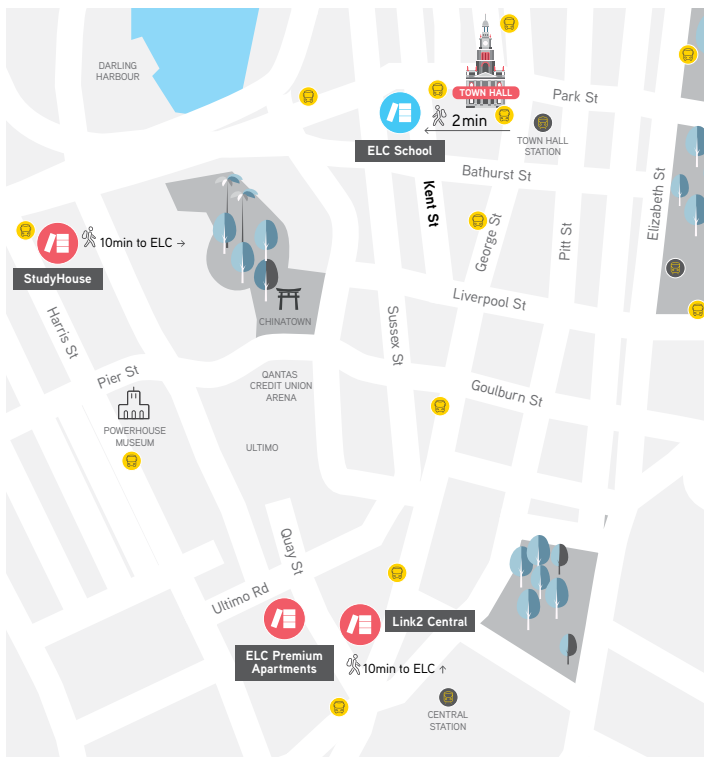 DARLING
HARBOUR
TOWN HALL
Park St
2min
ELC School
TOWN HALL
STATION
Bathurst St
Kent St
George St
Pitt St
Elizabeth St
10min to ELC →
StudyHouse
Harris St
CHINATOWN
Liverpool St
Sussex St
Pier St
QANTAS
CREDIT UNION
ARENA
Goulburn St
POWERHOUSE
MUSEUM
ULTIMO
Quay St
Ultimo Rd
Link2 Central
ELC Premium
Apartments
10min to ELC ↑
CENTRAL
STATION